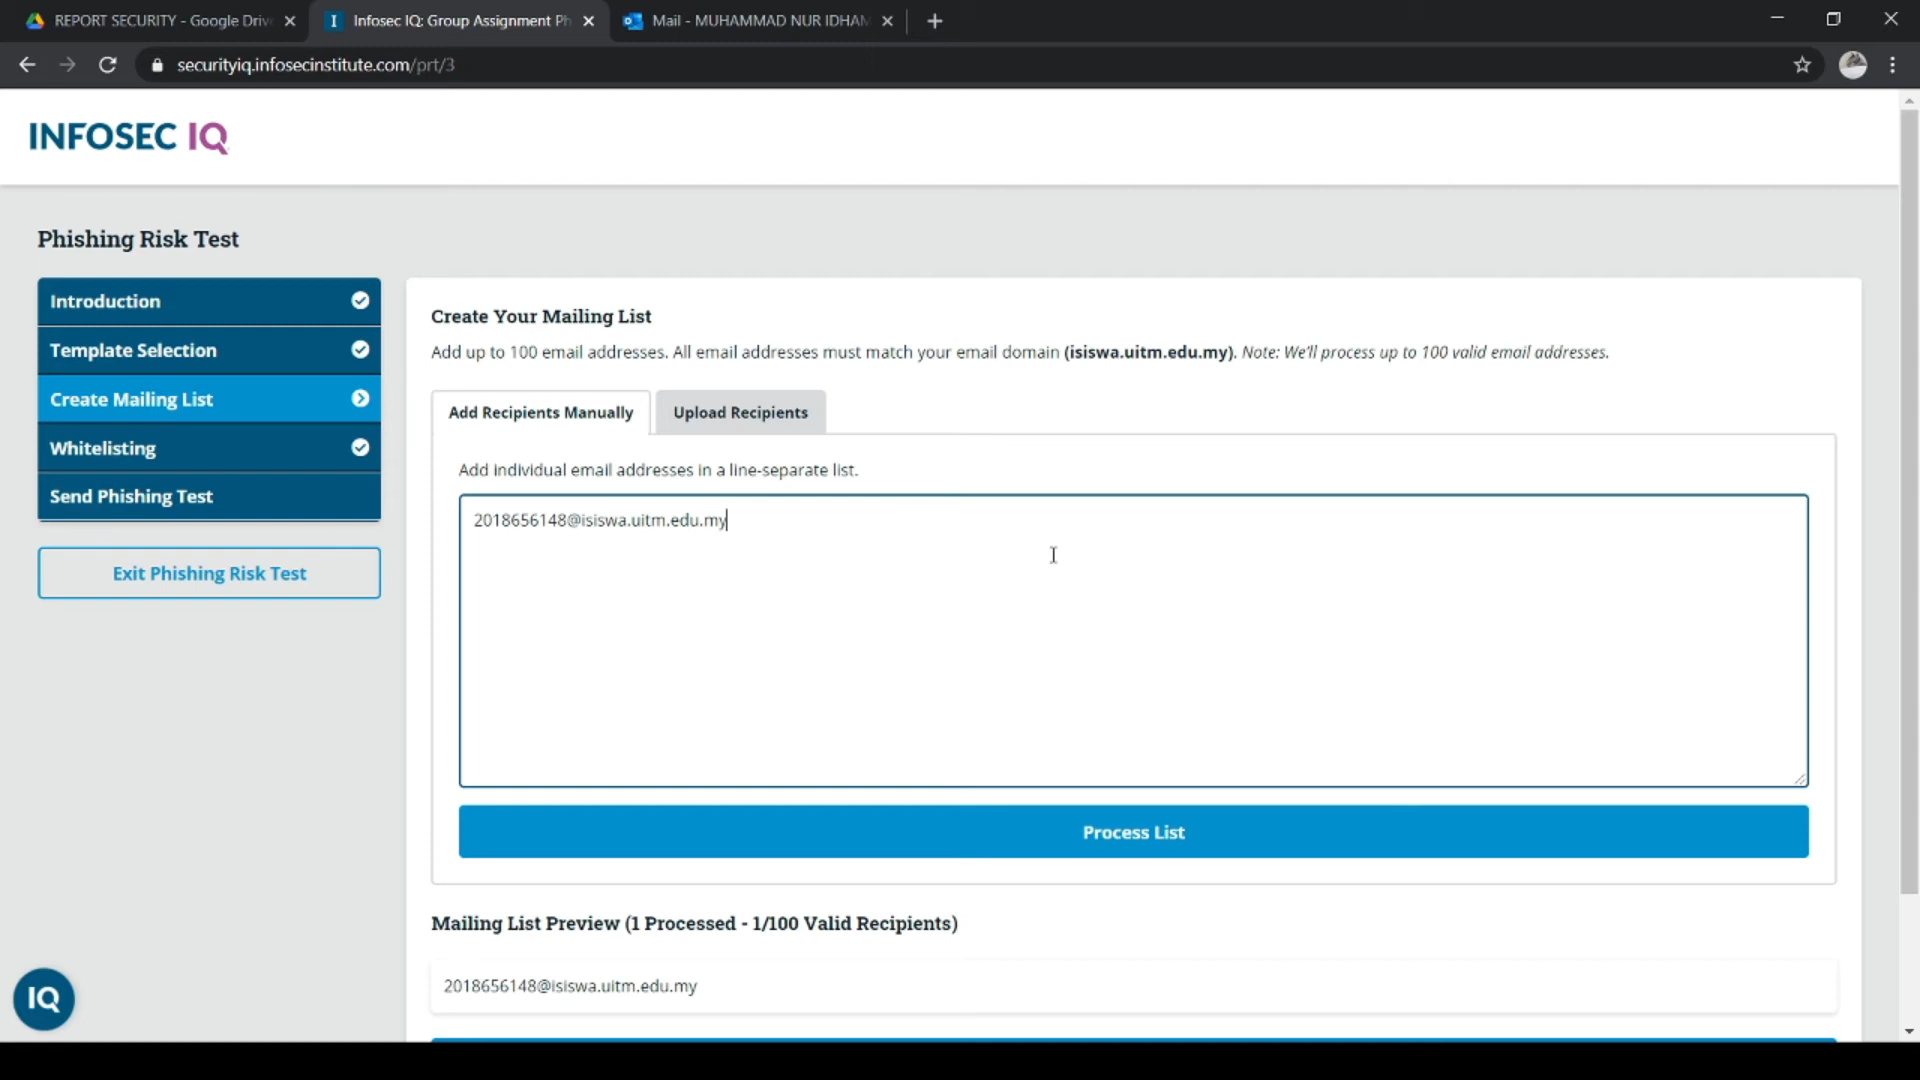 REPORT SECURITY - Google Driv
Infosec IQ: Group Assignment Ph
Mail - MUHAMMAD NUR IDHAM
securityiq.infosecinstitute.com/prt/3
INFOSEC IQ
Phishing Risk Test
Introduction
Template Selection
Create Mailing List
Whitelisting
Send Phishing Test
Exit Phishing Risk Test
Create Your Mailing List
Add up to 100 email addresses. All email addresses must match your email domain (isiswa.uitm.edu.my). Note: We'll process up to 100 valid email addresses.
Add Recipients Manually
Upload Recipients
Add individual email addresses in a line-separate list.
2018656148@isiswa.uitm.edu.my
Process List
Mailing List Preview (1 Processed - 1/100 Valid Recipients)
2018656148@isiswa.uitm.edu.my
IQ